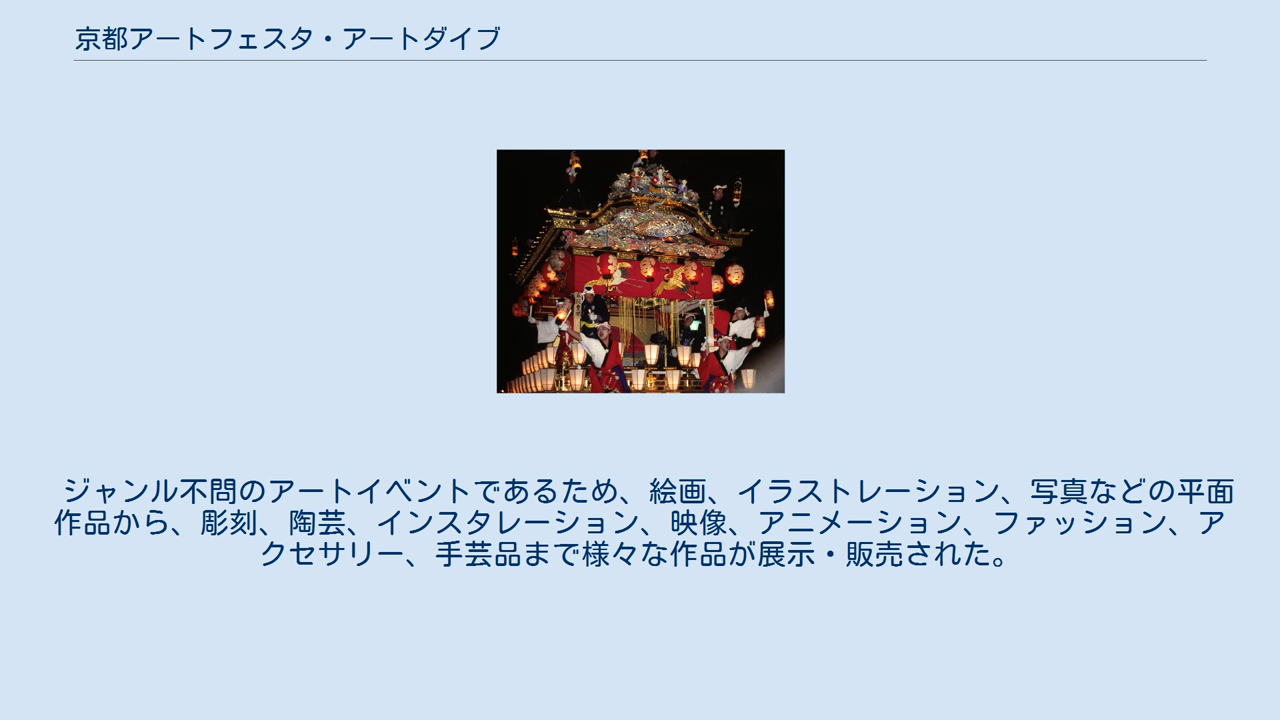 京都アートフェスタ・アートダイブ
ジャンル不問のアートイベントであるため、絵画、イラストレーション、写真などの平面
作品から、彫刻、陶芸、インスタレーション、映像、アニメーション、ファッション、ア
クセサリー、手芸品まで様々な作品が展示・販売された。